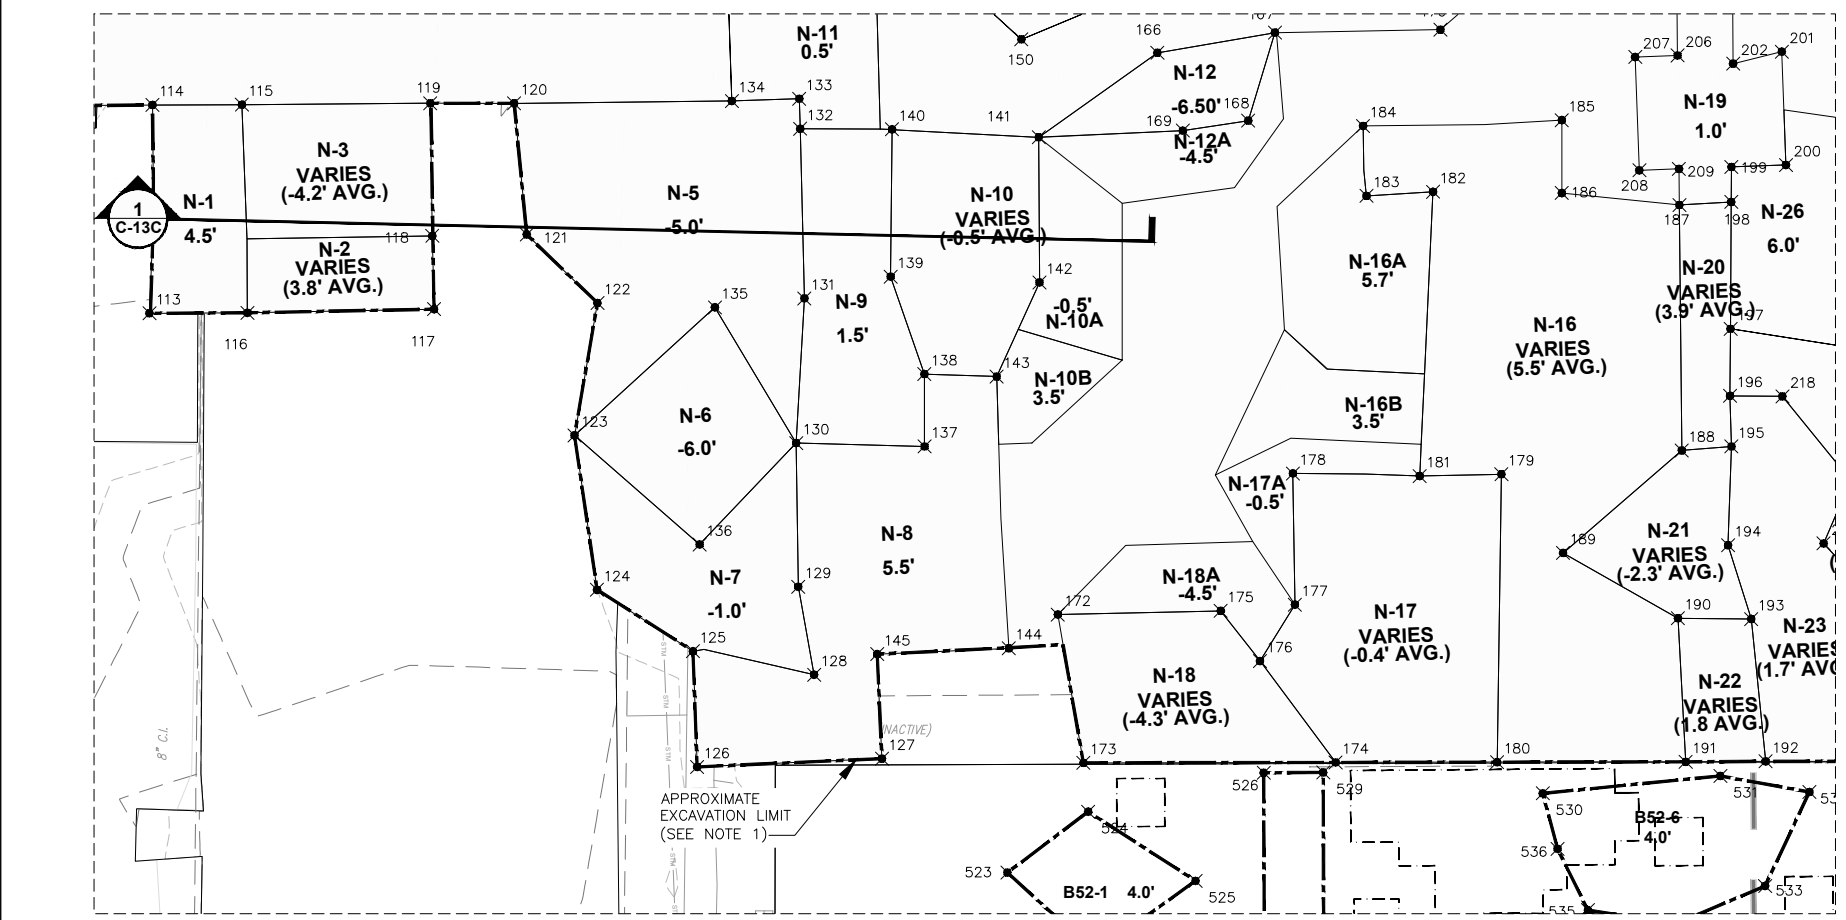 N-11
0.5'
150
166
N-12
-6.50'
168
169
N-12A
-4.5'
114
115
119
120
134
133
132
140
141
184
185
207
206
202
201
N-19
1.0'
208
209
199
200
186
187
198
183
182
N-3
VARIES
(-4.2' AVG.)
N-1
4.5'
1
C-13C
N-2
VARIES
(3.8' AVG.)
118
113
116
117
N-5
-5.0'
121
122
N-10
VARIES
(-0.5' AVG.)
139
142
-0.5'
N-10A
N-16A
5.7'
N-26
6.0'
N-20
VARIES
(3.9' AVG.)
197
135
131
N-9
1.5'
138
143
N-10B
3.5'
N-16
VARIES
(5.5' AVG.)
N-16B
3.5'
196
218
123
N-6
-6.0'
130
137
188
195
178
181
179
N-17A
-0.5'
136
N-8
5.5'
189
N-21
VARIES
(-2.3' AVG.)
194
124
N-7
-1.0'
129
N-18A
-4.5'
172
175
177
N-17
VARIES
(-0.4' AVG.)
190
193
N-23
125
128
145
144
176
N-18
VARIES
(-4.3' AVG.)
N-22
VARIES
(1.8 AVG.)
8" C.I.
STM
STM
STM
STM
STM
126
127
173
174
180
191
192
APPROXIMATE
EXCAVATION LIMIT
(SEE NOTE 1)
526
529
530
531
B52-6
4.0'
524
536
523
B52-1 4.0'
525
533
535